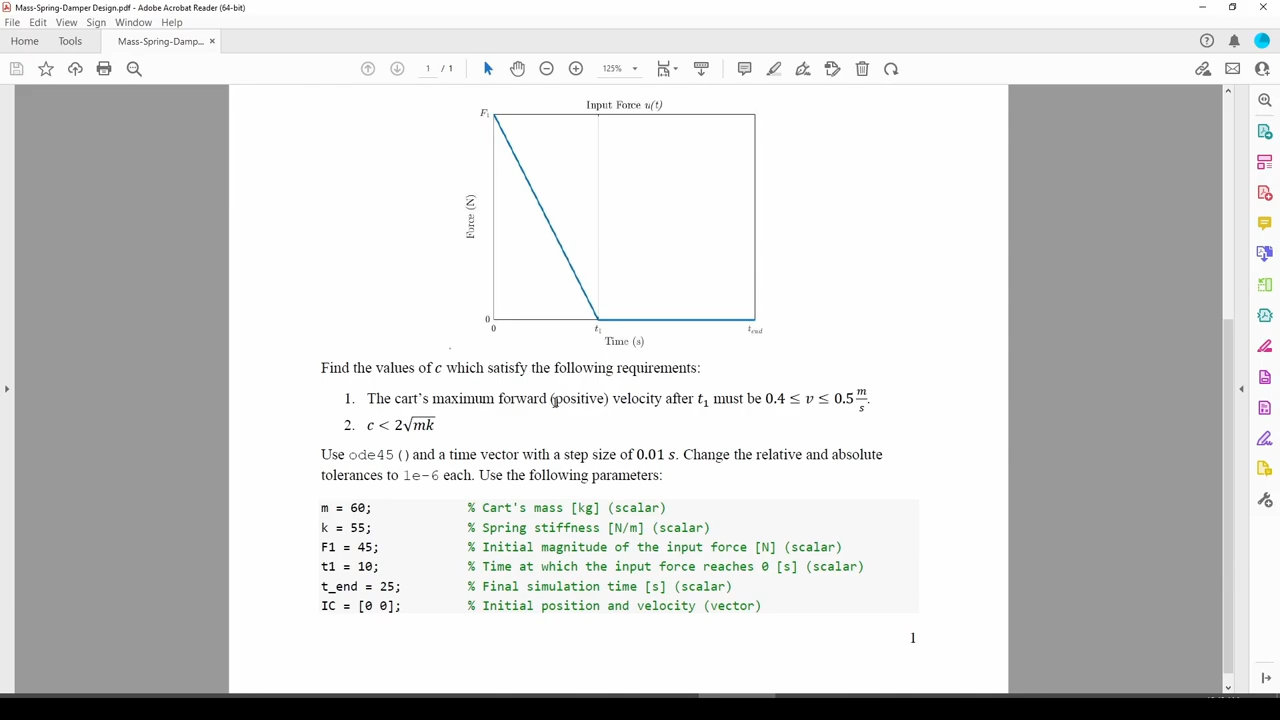 Mass-Spring-Damper Design.pdf - Adobe Acrobat Reader (64-bit)
File Edit View Sign Window Help
Home Tools Mass-Spring-Damp... ×
1 / 1 125%
Input Force u(t)
F₁
Force (N)
0
0 t₁ t_end
Time (s)
Find the values of c which satisfy the following requirements:
1. The cart's maximum forward (positive) velocity after t₁ must be 0.4 ≤ v ≤ 0.5 m/s.
2. c < 2√mk
Use ode45() and a time vector with a step size of 0.01 s. Change the relative and absolute
tolerances to 1e-6 each. Use the following parameters:
m = 60; % Cart's mass [kg] (scalar)
k = 55; % Spring stiffness [N/m] (scalar)
F1 = 45; % Initial magnitude of the input force [N] (scalar)
t1 = 10; % Time at which the input force reaches 0 [s] (scalar)
t_end = 25; % Final simulation time [s] (scalar)
IC = [0 0]; % Initial position and velocity (vector)
1